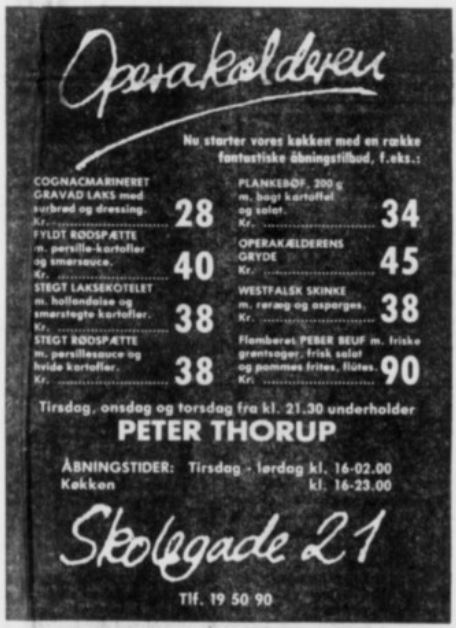 Operakælderen
Nu starter vores køkken med en række
fantastiske åbningstilbud, f.eks.:
COGNACMARINERET
GRAVAD LAKS med
surbrød og dressing.
Kr. .................... 28
FYLDT RØDSPÆTTE
m. persille-kartofler
og smørsauce.
Kr. .................... 40
STEGT LAKSEKOTELET
m. hollandaise og
smørstegte kartofler.
Kr. .................... 38
STEGT RØDSPÆTTE
m. persillesauce og
hvide kartofler.
Kr. .................... 38
PLANKEBØF, 200 g
m. bagt kartoffel
og salat.
Kr. .................... 34
OPERAKÆLDERENS
GRYDE
Kr. .................... 45
WESTFALSK SKINKE
m. røræg og asparges.
Kr. .................... 38
Flamberet PEBER BEUF m. friske
grøntsager, frisk salat
og pommes frites, flûtes.
Kr. .................... 90
Tirsdag, onsdag og torsdag fra kl. 21.30 underholder
PETER THORUP
ÅBNINGSTIDER: Tirsdag - lørdag kl. 16-02.00
Køkken kl. 16-23.00
Skolegade 21
Tlf. 19 50 90